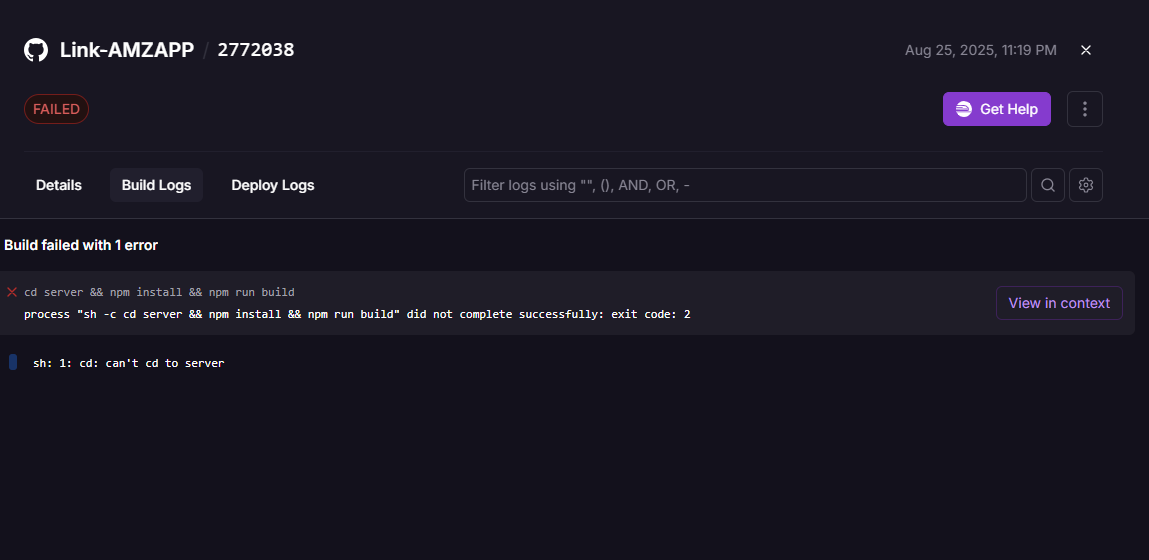 Link-AMZAPP / 2772038
Aug 25, 2025, 11:19 PM
FAILED
Get Help
Details
Build Logs
Deploy Logs
Filter logs using "", (), AND, OR, -
Build failed with 1 error
cd server && npm install && npm run build
process "sh -c cd server && npm install && npm run build" did not complete successfully: exit code: 2
View in context
sh: 1: cd: can't cd to server